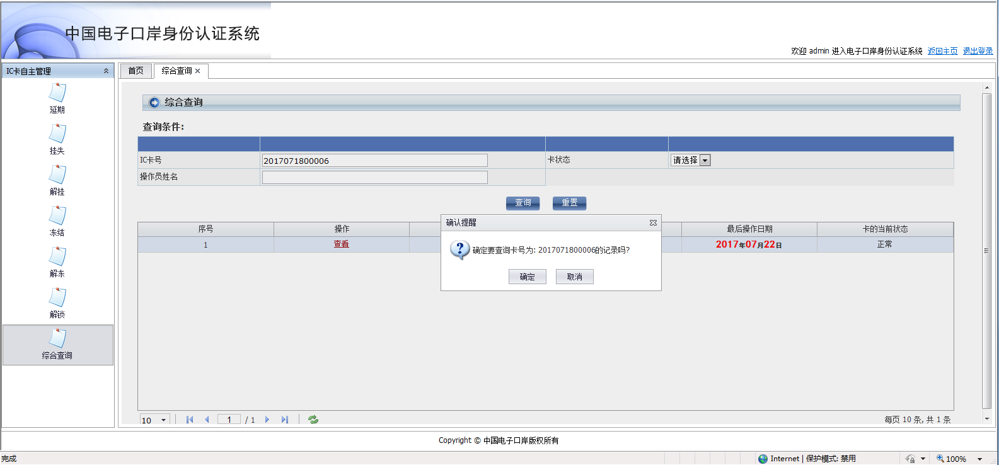 中国电子口岸身份认证系统
欢迎 admin 进入电子口岸身份认证系统 返回主页 退出登录
IC卡自主管理
延期
挂失
解挂
冻结
解冻
解锁
综合查询
首页 综合查询
综合查询
查询条件:
IC卡号 2017071800006 卡状态 请选择
操作员姓名
查询 重置
序号 操作 最后操作日期 卡的当前状态
1 查看 2017年07月22日 正常
确认提醒
确定要查询卡号为: 2017071800006的记录吗?
确定 取消
10 1 / 1 每页 10 条, 共 1 条
Copyright © 中国电子口岸版权所有
完成 Internet | 保护模式: 禁用 100%